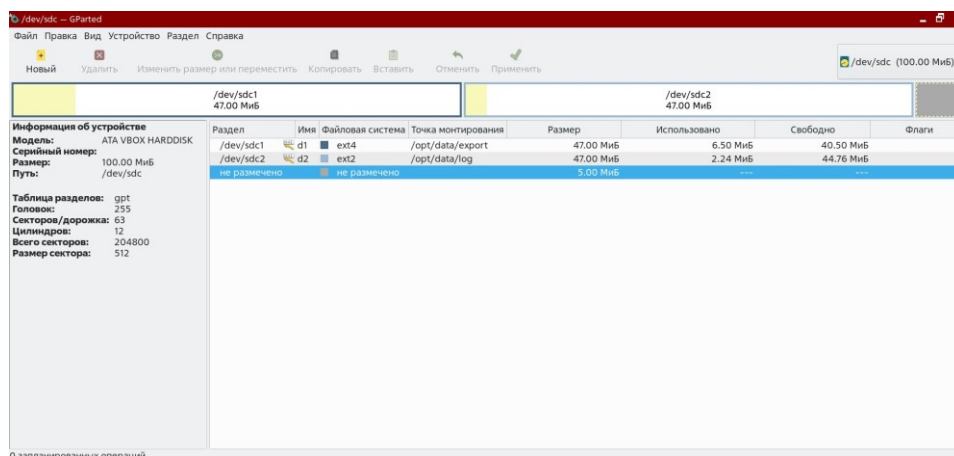 /dev/sdc — GParted
Файл Правка Вид Устройство Раздел Справка
Новый Удалить Изменить размер или переместить Копировать Вставить Отменить Применить
/dev/sdc (100.00 МиБ)
/dev/sdc1
47.00 МиБ
/dev/sdc2
47.00 МиБ
Информация об устройстве
Модель: ATA VBOX HARDDISK
Серийный номер:
Размер: 100.00 МиБ
Путь: /dev/sdc
Таблица разделов: gpt
Головок: 255
Секторов/дорожка: 63
Цилиндров: 12
Всего секторов: 204800
Размер сектора: 512
Раздел Имя Файловая система Точка монтирования Размер Использовано Свободно Флаги
/dev/sdc1 d1 ext4 /opt/data/export 47.00 МиБ 6.50 МиБ 40.50 МиБ
/dev/sdc2 d2 ext2 /opt/data/log 47.00 МиБ 2.24 МиБ 44.76 МиБ
не размечено не размечено 5.00 МиБ --- ---
0 запланированных операций